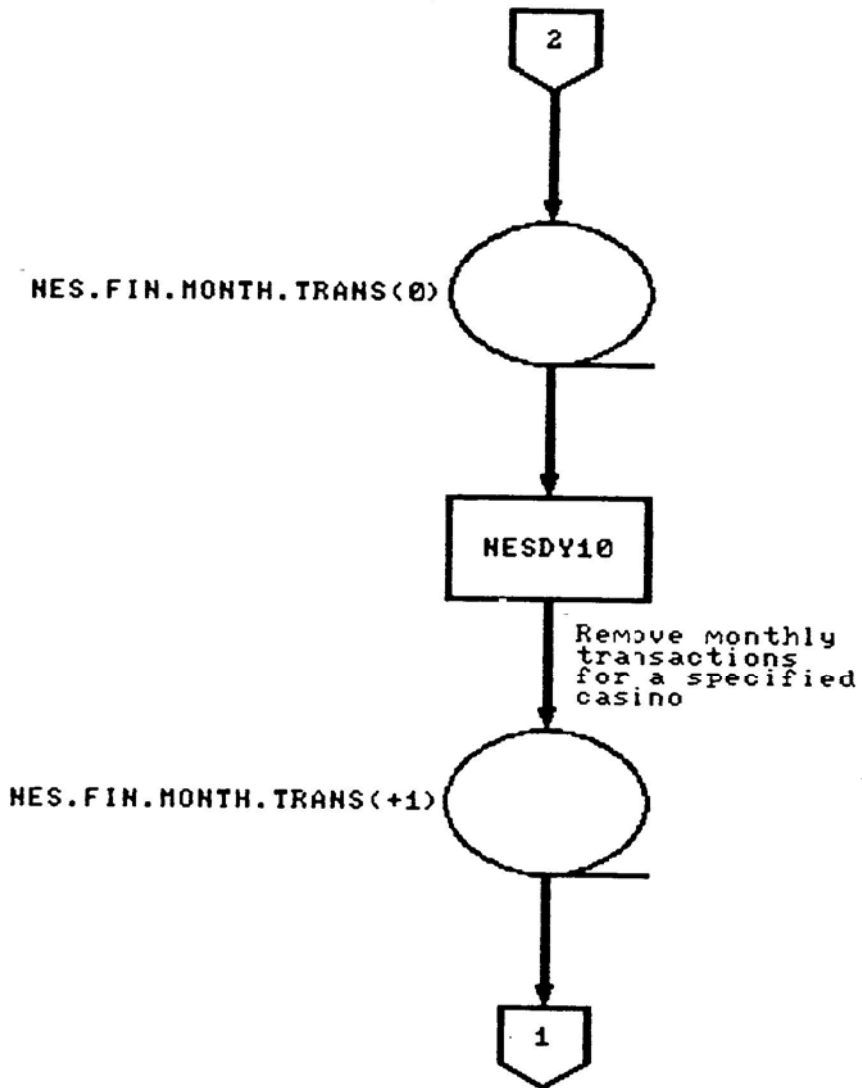 2
NES.FIN.MONTH.TRANS(0)
NESDY10
Remove monthly
transactions
for a specified
casino
NES.FIN.MONTH.TRANS(+1)
1